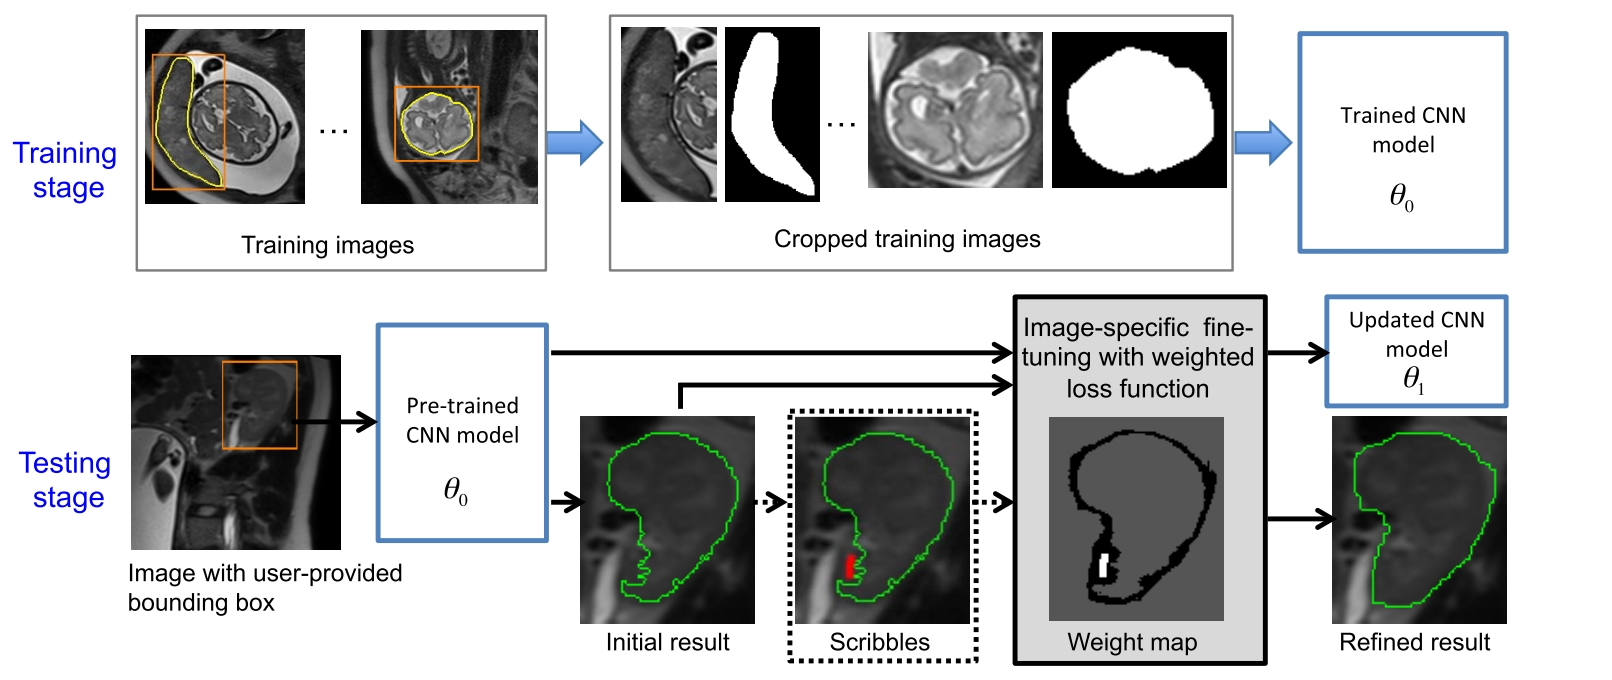 Training
stage
...
Training images
...
Cropped training images
Trained CNN
model
θ₀
Testing
stage
Image with user-provided
bounding box
Pre-trained
CNN model
θ₀
Initial result
Scribbles
Image-specific fine-
tuning with weighted
loss function
Weight map
Updated CNN
model
θ₁
Refined result